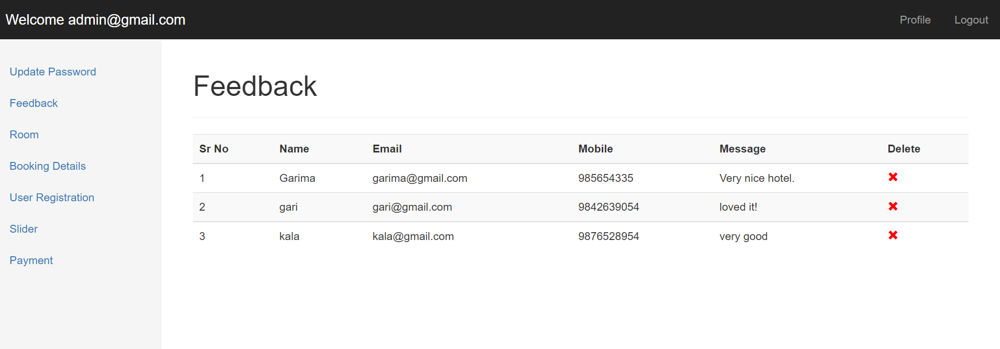 Welcome admin@gmail.com Profile Logout
Update Password
Feedback
Room
Booking Details
User Registration
Slider
Payment
Feedback
Sr No Name Email Mobile Message Delete
1 Garima garima@gmail.com 985654335 Very nice hotel.
2 gari gari@gmail.com 9842639054 loved it!
3 kala kala@gmail.com 9876528954 very good